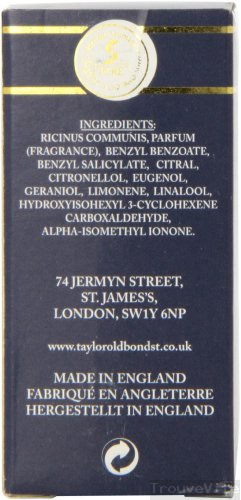 INGREDIENTS:
RICINUS COMMUNIS, PARFUM
(FRAGRANCE), BENZYL BENZOATE,
BENZYL SALICYLATE, CITRAL,
CITRONELLOL, EUGENOL,
GERANIOL, LIMONENE, LINALOOL,
HYDROXYISOHEXYL 3-CYCLOHEXENE
CARBOXALDEHYDE,
ALPHA-ISOMETHYL IONONE.
74 JERMYN STREET,
ST. JAMES'S,
LONDON, SW1Y 6NP
www.tayloroldbondst.co.uk
MADE IN ENGLAND
FABRIQUÉ EN ANGLETERRE
HERGESTELLT IN ENGLAND